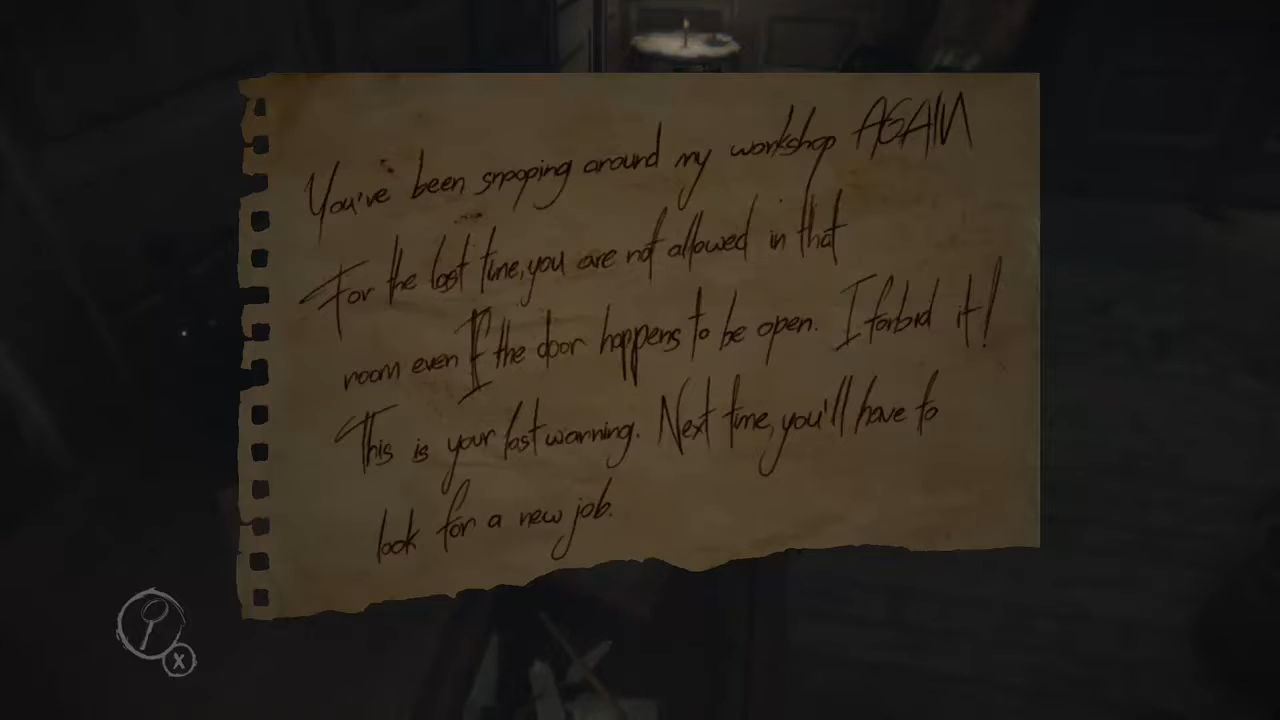 You've been snooping around my workshop AGAIN
For the last time, you are not allowed in that
room even If the door happens to be open. I forbid it!
This is your last warning. Next time, you'll have to
look for a new job.
X